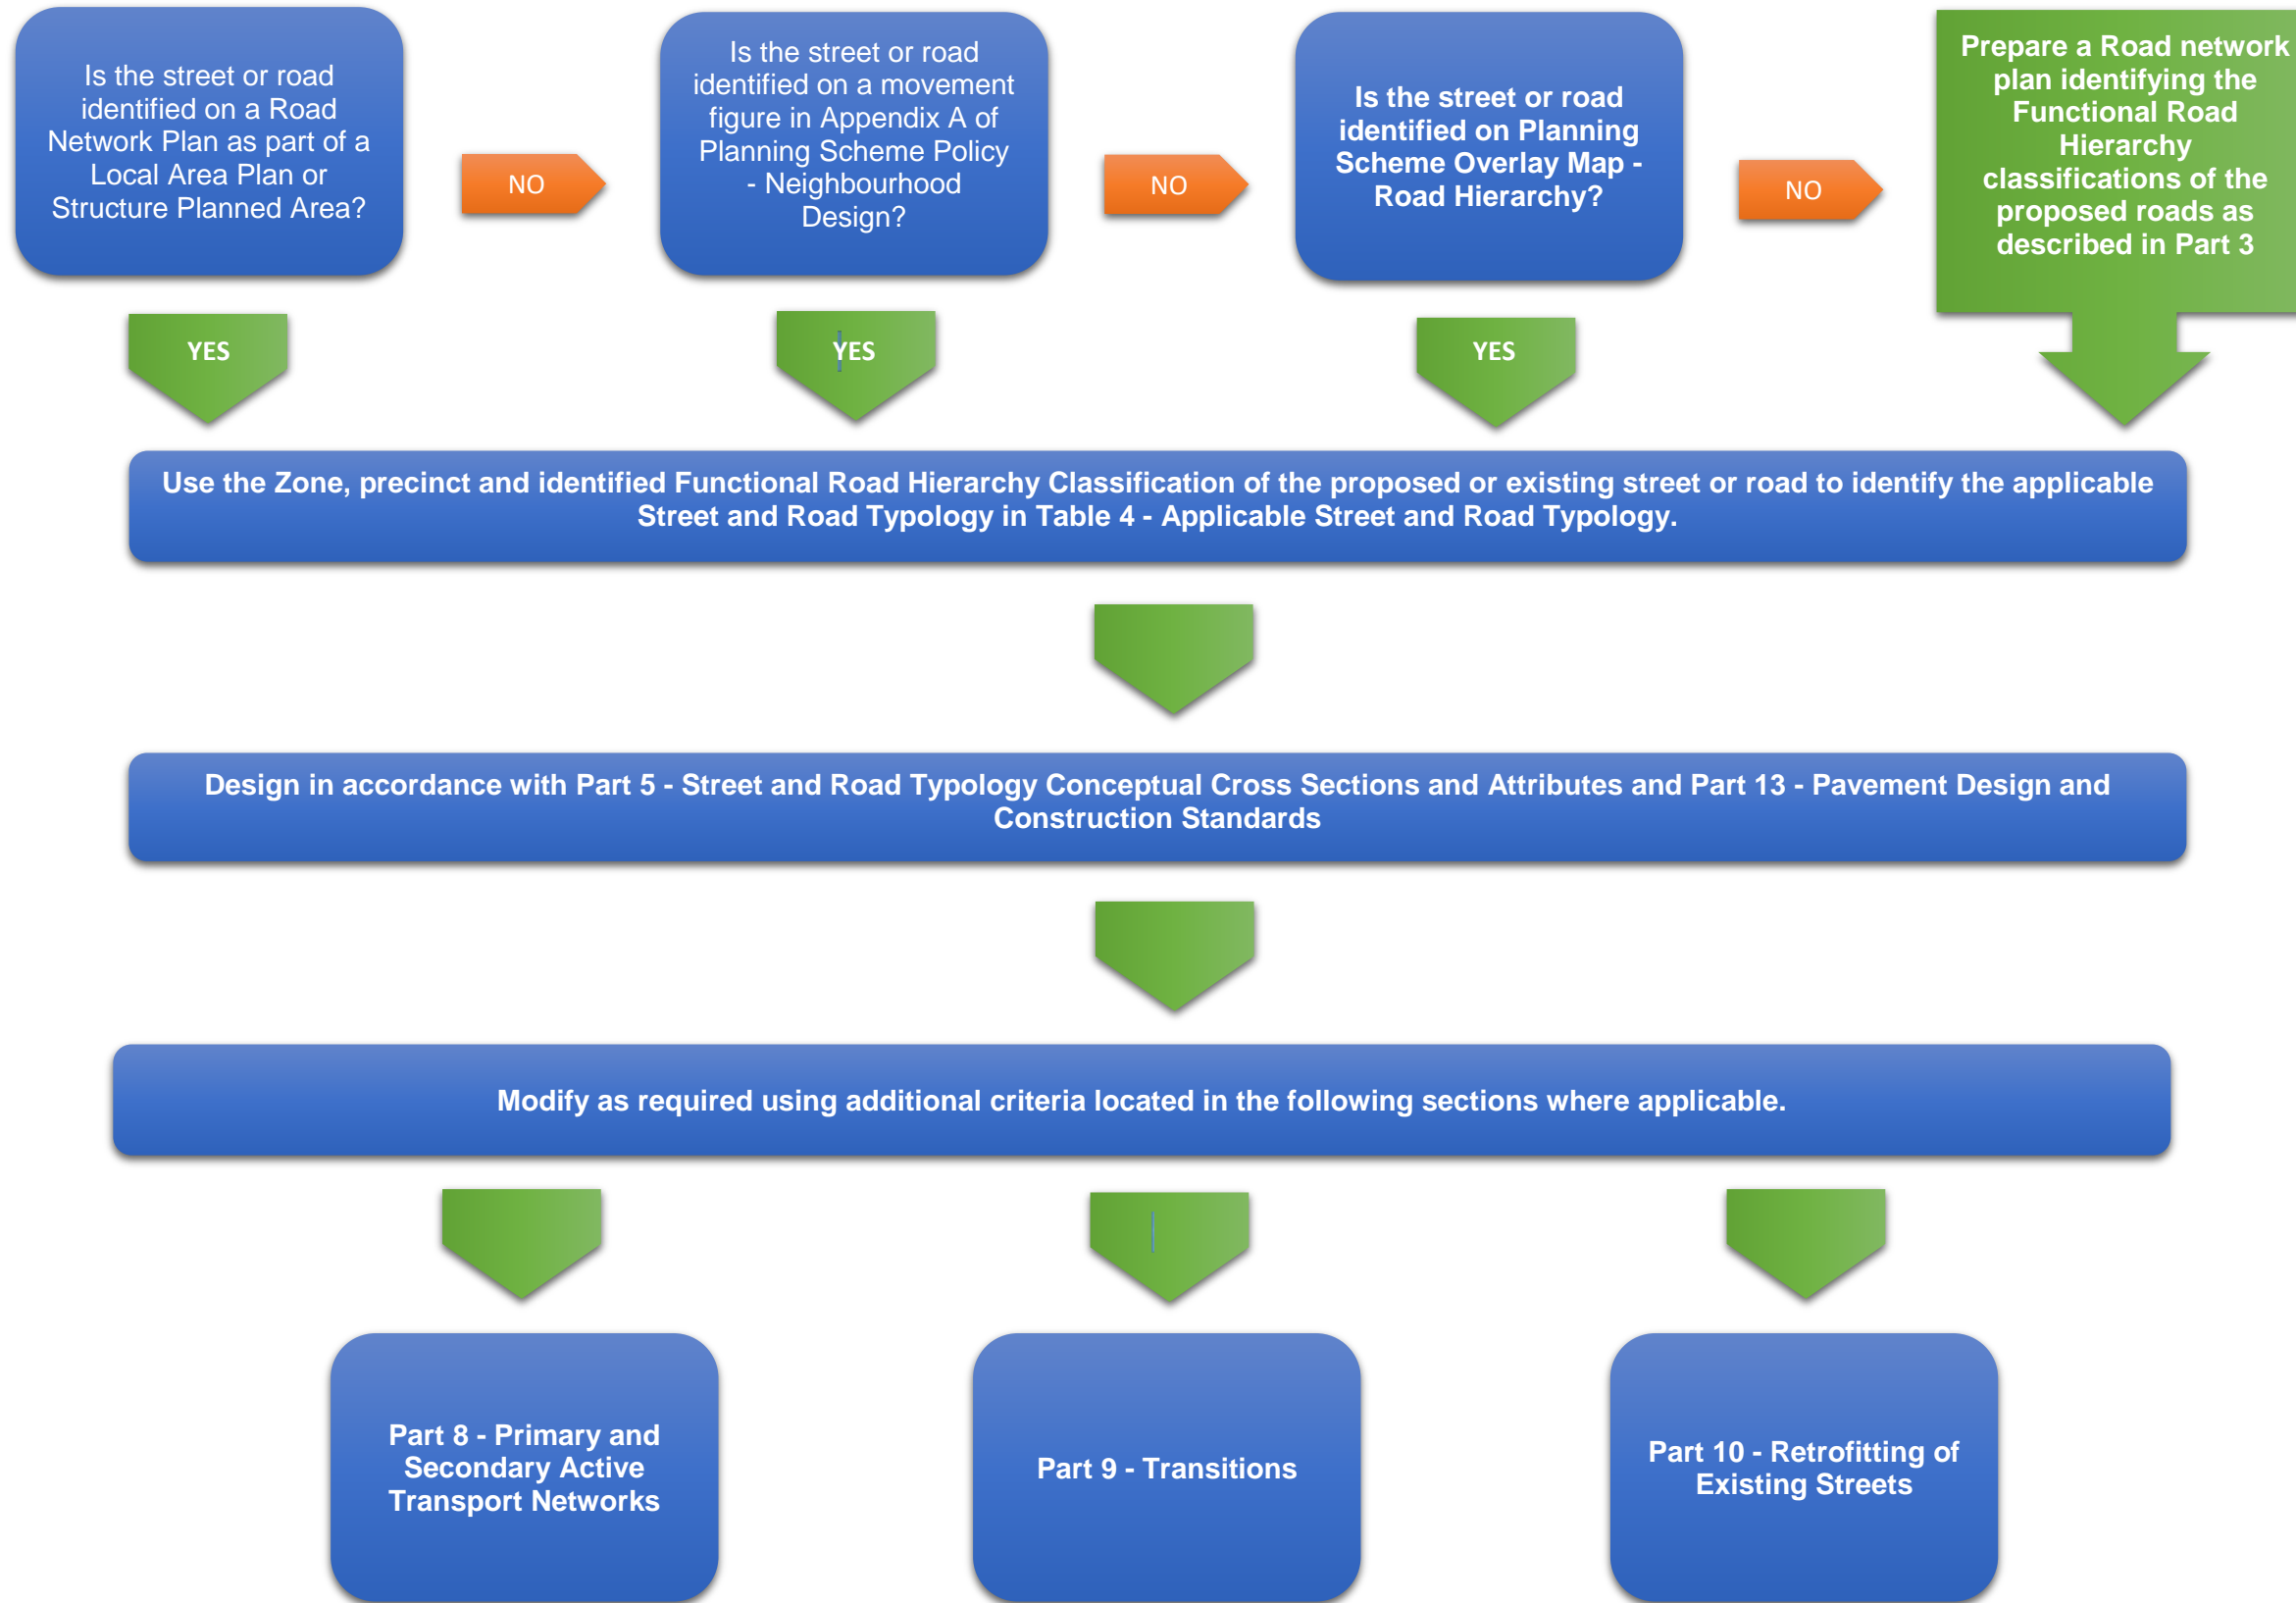 Is the street or road
identified on a Road
Network Plan as part of a
Local Area Plan or
Structure Planned Area?
NO
Is the street or road
identified on a movement
figure in Appendix A of
Planning Scheme Policy
- Neighbourhood
Design?
NO
Is the street or road
identified on Planning
Scheme Overlay Map -
Road Hierarchy?
NO
Prepare a Road network
plan identifying the
Functional Road
Hierarchy
classifications of the
proposed roads as
described in Part 3
YES
YES
YES
Use the Zone, precinct and identified Functional Road Hierarchy Classification of the proposed or existing street or road to identify the applicable
Street and Road Typology in Table 4 - Applicable Street and Road Typology.
Design in accordance with Part 5 - Street and Road Typology Conceptual Cross Sections and Attributes and Part 13 - Pavement Design and
Construction Standards
Modify as required using additional criteria located in the following sections where applicable.
Part 8 - Primary and
Secondary Active
Transport Networks
Part 9 - Transitions
Part 10 - Retrofitting of
Existing Streets